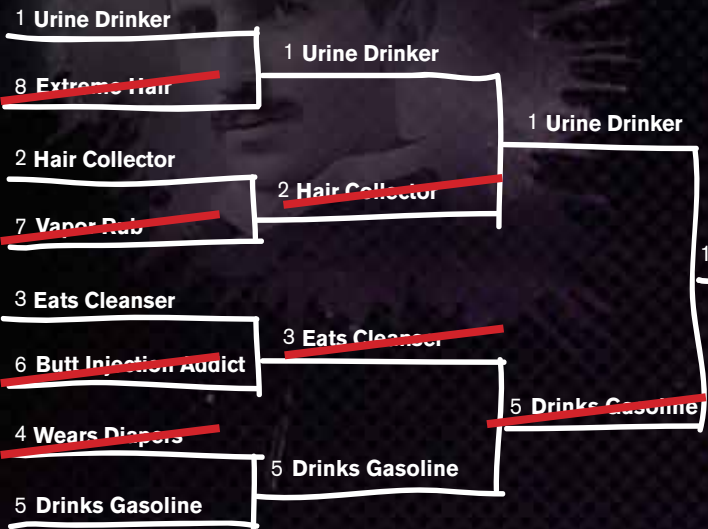 1 Urine Drinker
8 Extreme Hair
2 Hair Collector
7 Vapor Rub
3 Eats Cleanser
6 Butt Injection Addict
4 Wears Diapers
5 Drinks Gasoline
1 Urine Drinker
2 Hair Collector
3 Eats Cleanser
5 Drinks Gasoline
1 Urine Drinker
5 Drinks Gasoline
1